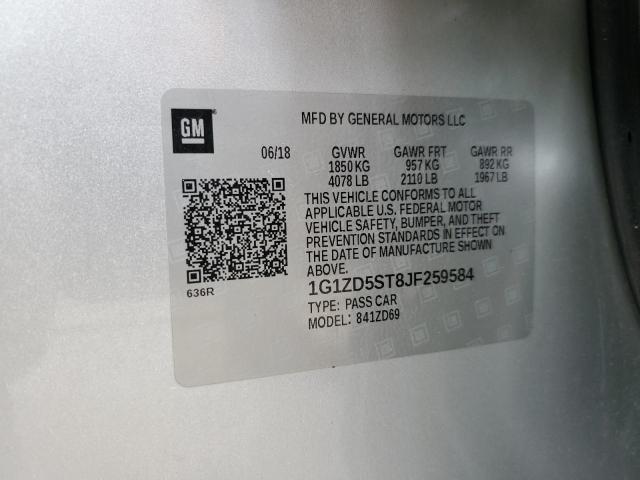 GM
MFD BY GENERAL MOTORS LLC
06/18 GVWR GAWR FRT GAWR RR
1850 KG 957 KG 892 KG
4078 LB 2110 LB 1967 LB
THIS VEHICLE CONFORMS TO ALL
APPLICABLE U.S. FEDERAL MOTOR
VEHICLE SAFETY, BUMPER, AND THEFT
PREVENTION STANDARDS IN EFFECT ON
THE DATE OF MANUFACTURE SHOWN
ABOVE.
636R
1G1ZD5ST8JF259584
TYPE: PASS CAR
MODEL: 841ZD69